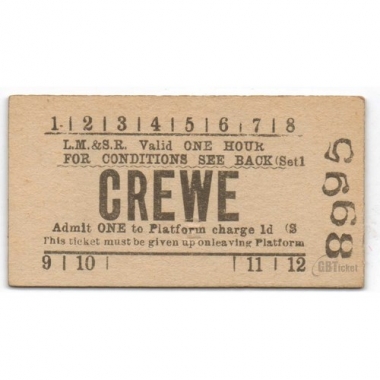 1 | 2 | 3 | 4 | 5 | 6 | 7 | 8
L.M.&S.R. Valid ONE HOUR
FOR CONDITIONS SEE BACK (Set1
CREWE
Admit ONE to Platform charge 1d (S
This ticket must be given up on leaving Platform
9 | 10 | | 11 | 12
8995
GBTicket